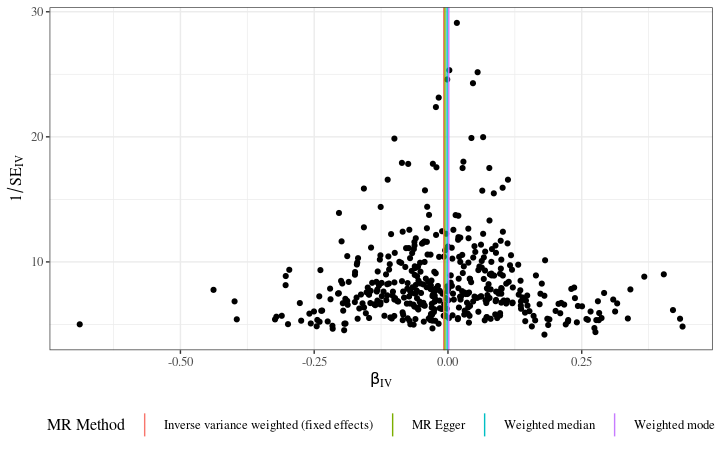 30
20
10
1/SE_IV
-0.50 -0.25 0.00 0.25
β_IV
MR Method Inverse variance weighted (fixed effects) MR Egger Weighted median Weighted mode